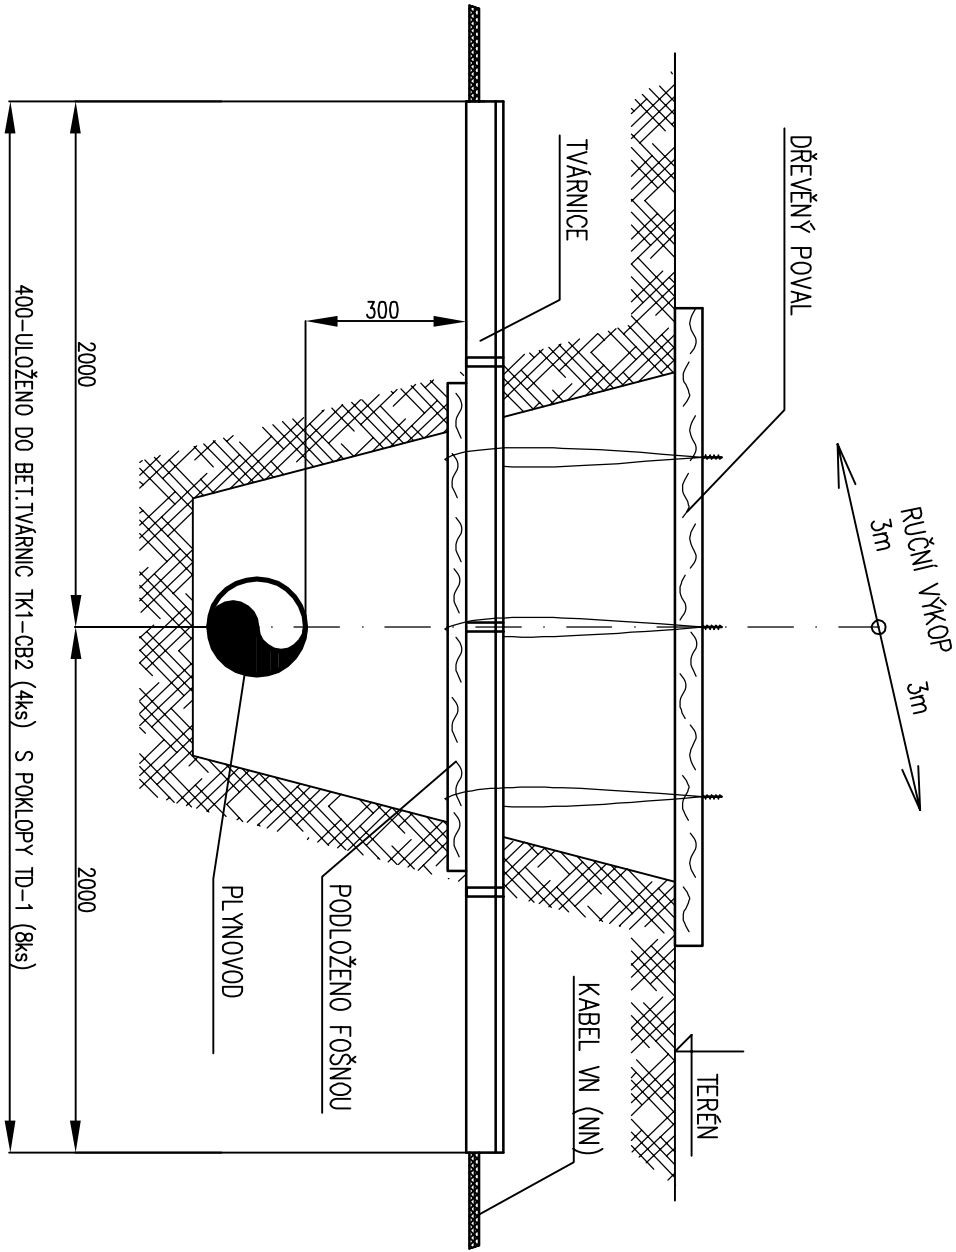 RUČNÍ VÝKOP
3m
3m
DŘEVĚNÝ POVAL
TERÉN
TVÁRNICE
KABEL VN (NN)
300
PODLOŽENO FOŠNOU
PLYNOVOD
2000
2000
400-ULOŽENO DO BET.TVÁRNIC TK1-CB2 (4ks) S POKLOPY TD-1 (8ks)